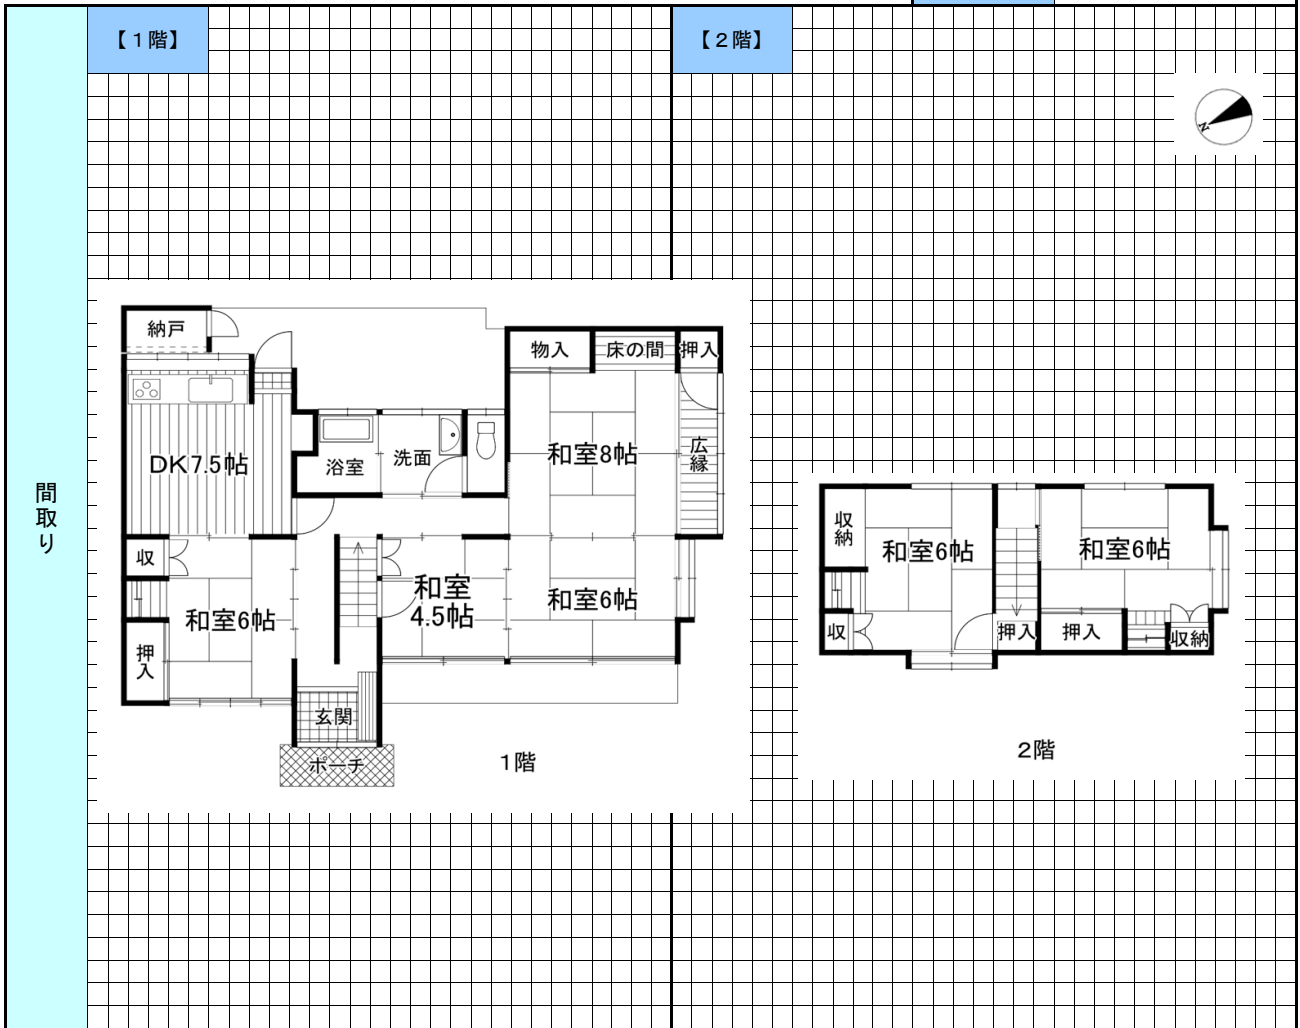 【１階】
【２階】
N
間取り
納戸
物入
床の間
押入
DK7.5帖
浴室
洗面
和室8帖
広縁
収
和室6帖
押入
和室
4.5帖
和室6帖
玄関
ポーチ
1階
収納
和室6帖
和室6帖
収
押入
押入
収納
2階